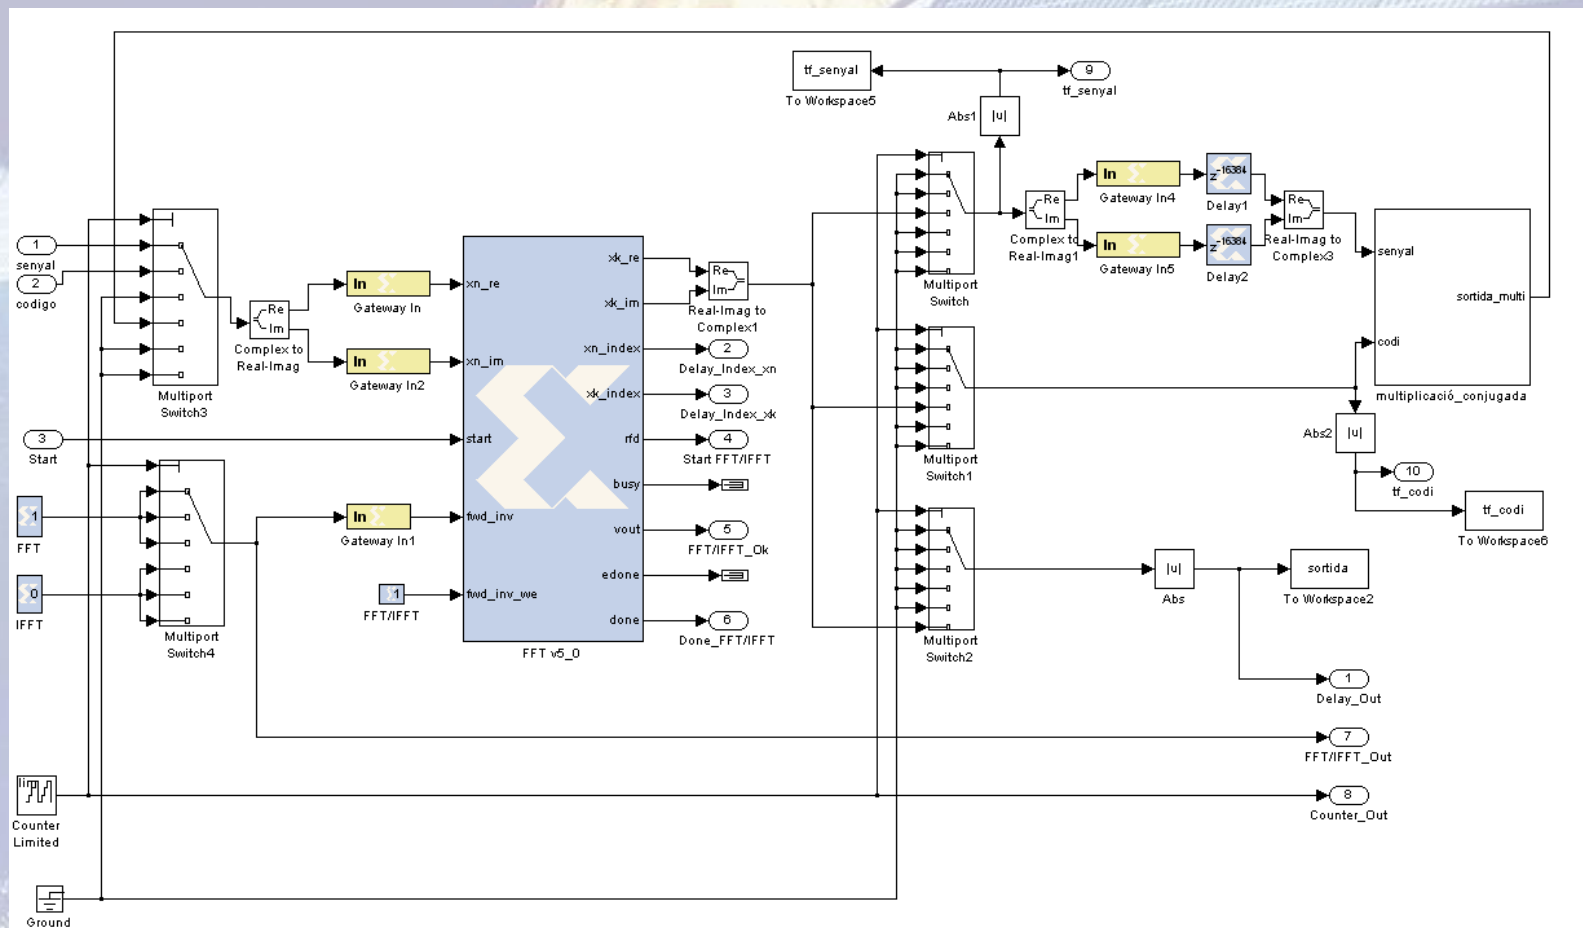 tf_senyal
To Workspace5
9
tf_senyal
Abs1
|u|
Multiport
Switch
Complex to
Real-Imag1
Re
Im
In
Gateway In4
In
Gateway In5
z-16384
Delay1
z-16384
Delay2
Re
Im
Real-Imag to
Complex3
senyal
sortida_multi
codi
multiplicació_conjugada
1
senyal
2
codigo
Multiport
Switch3
Re
Im
Complex to
Real-Imag
In
Gateway In
In
Gateway In2
3
Start
1
FFT
0
IFFT
Multiport
Switch4
In
Gateway In1
1
FFT/IFFT
xn_re
xn_im
start
fwd_inv
fwd_inv_we
xk_re
xk_im
xn_index
xk_index
rfd
busy
vout
edone
done
FFT v5_0
Re
Im
Real-Imag to
Complex1
2
Delay_Index_xn
3
Delay_Index_xk
4
Start FFT/IFFT
5
FFT/IFFT_Ok
6
Done_FFT/IFFT
Multiport
Switch1
Multiport
Switch2
Abs2
|u|
10
tf_codi
tf_codi
To Workspace6
|u|
Abs
sortida
To Workspace2
1
Delay_Out
7
FFT/IFFT_Out
8
Counter_Out
lim
Counter
Limited
Ground